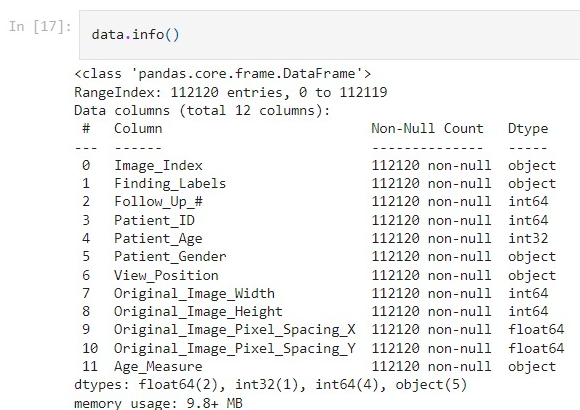 In [17]: data.info()
<class 'pandas.core.frame.DataFrame'>
RangeIndex: 112120 entries, 0 to 112119
Data columns (total 12 columns):
 #   Column                        Non-Null Count   Dtype
---  ------                        --------------   -----
 0   Image_Index                   112120 non-null  object
 1   Finding_Labels                112120 non-null  object
 2   Follow_Up_#                   112120 non-null  int64
 3   Patient_ID                    112120 non-null  int64
 4   Patient_Age                   112120 non-null  int32
 5   Patient_Gender                112120 non-null  object
 6   View_Position                 112120 non-null  object
 7   Original_Image_Width          112120 non-null  int64
 8   Original_Image_Height         112120 non-null  int64
 9   Original_Image_Pixel_Spacing_X  112120 non-null  float64
 10  Original_Image_Pixel_Spacing_Y  112120 non-null  float64
 11  Age_Measure                   112120 non-null  object
dtypes: float64(2), int32(1), int64(4), object(5)
memory usage: 9.8+ MB